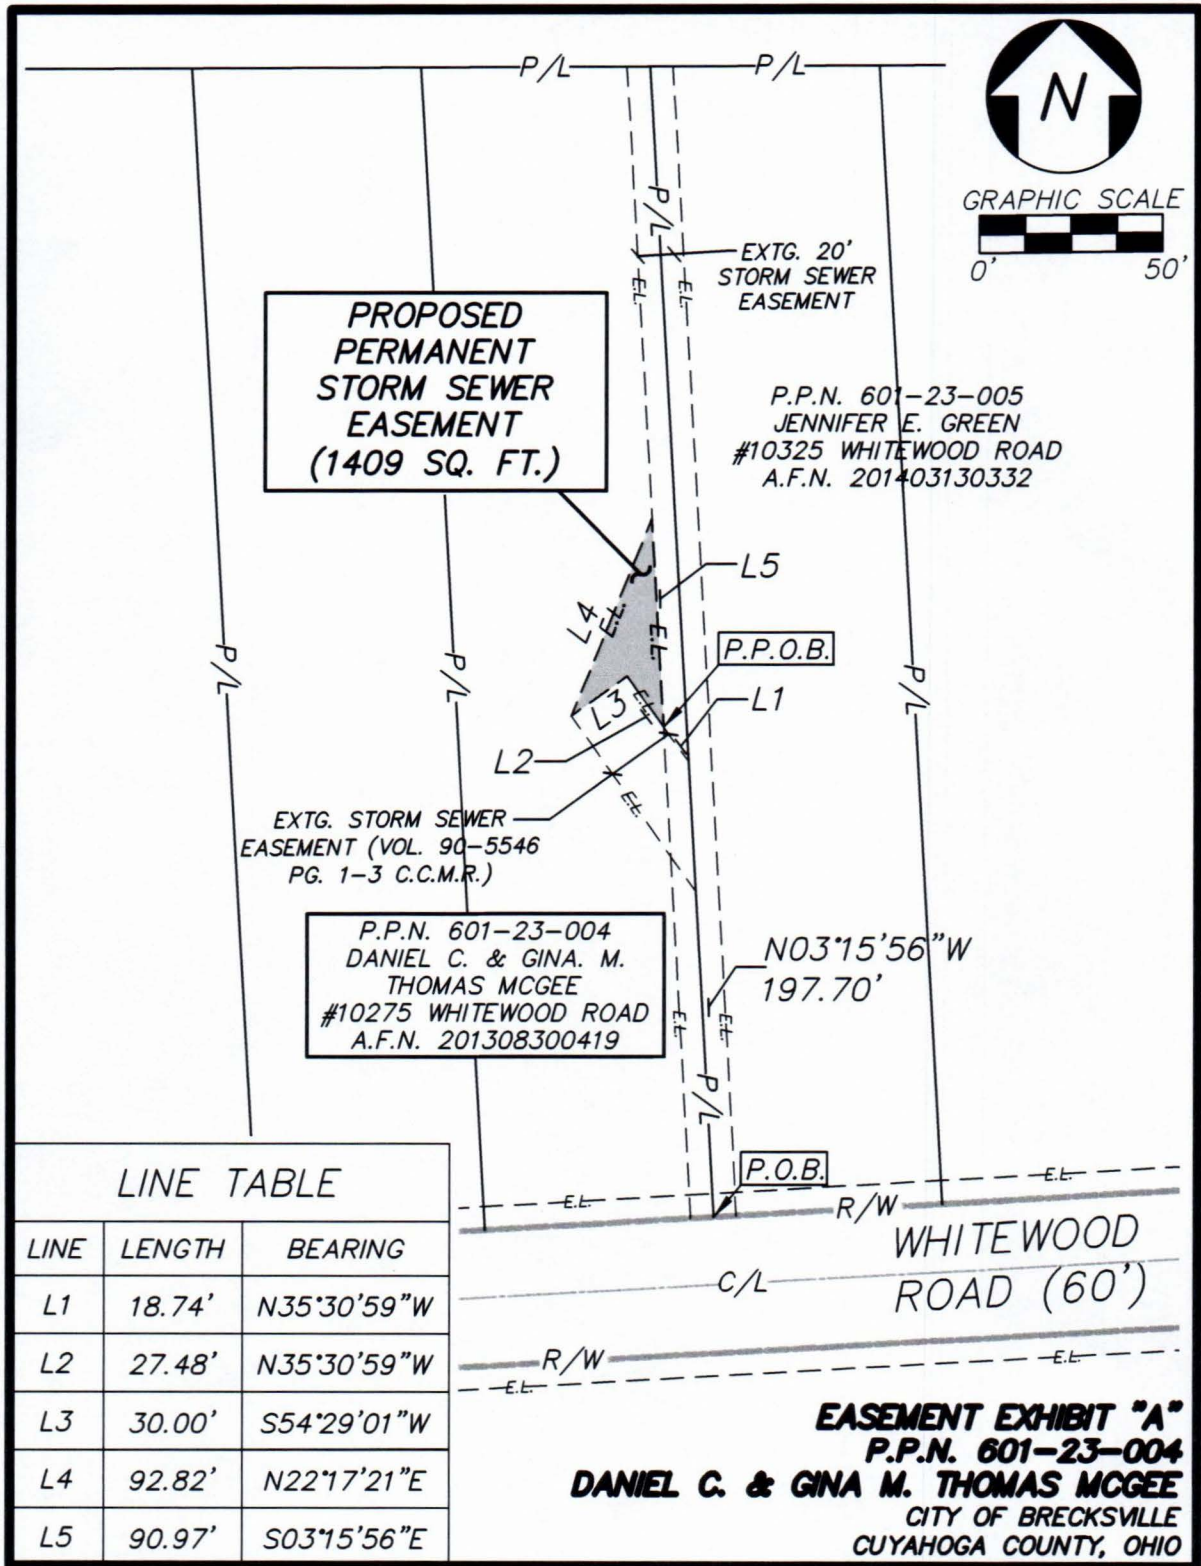 P/L
P/L
N
GRAPHIC SCALE
0' 50'
P/L
EXTG. 20'
STORM SEWER
EASEMENT
E.L.
E.L.
PROPOSED
PERMANENT
STORM SEWER
EASEMENT
(1409 SQ. FT.)
P.P.N. 601-23-005
JENNIFER E. GREEN
#10325 WHITEWOOD ROAD
A.F.N. 201403130332
L5
L4
E.L.
E.L.
P.P.O.B.
P/L
P/L
P/L
L3
E.L.
L1
L2
E.L.
EXTG. STORM SEWER
EASEMENT (VOL. 90-5546
PG. 1-3 C.C.M.R.)
P.P.N. 601-23-004
DANIEL C. & GINA. M.
THOMAS MCGEE
#10275 WHITEWOOD ROAD
A.F.N. 201308300419
N03°15'56"W
197.70'
E.L.
E.L.
P/L
P.O.B.
E.L.
E.L.
R/W
WHITEWOOD
ROAD (60')
C/L
R/W
E.L.
E.L.
LINE TABLE
LINE LENGTH BEARING
L1 18.74' N35°30'59"W
L2 27.48' N35°30'59"W
L3 30.00' S54°29'01"W
L4 92.82' N22°17'21"E
L5 90.97' S03°15'56"E
EASEMENT EXHIBIT "A"
P.P.N. 601-23-004
DANIEL C. & GINA M. THOMAS MCGEE
CITY OF BRECKSVILLE
CUYAHOGA COUNTY, OHIO